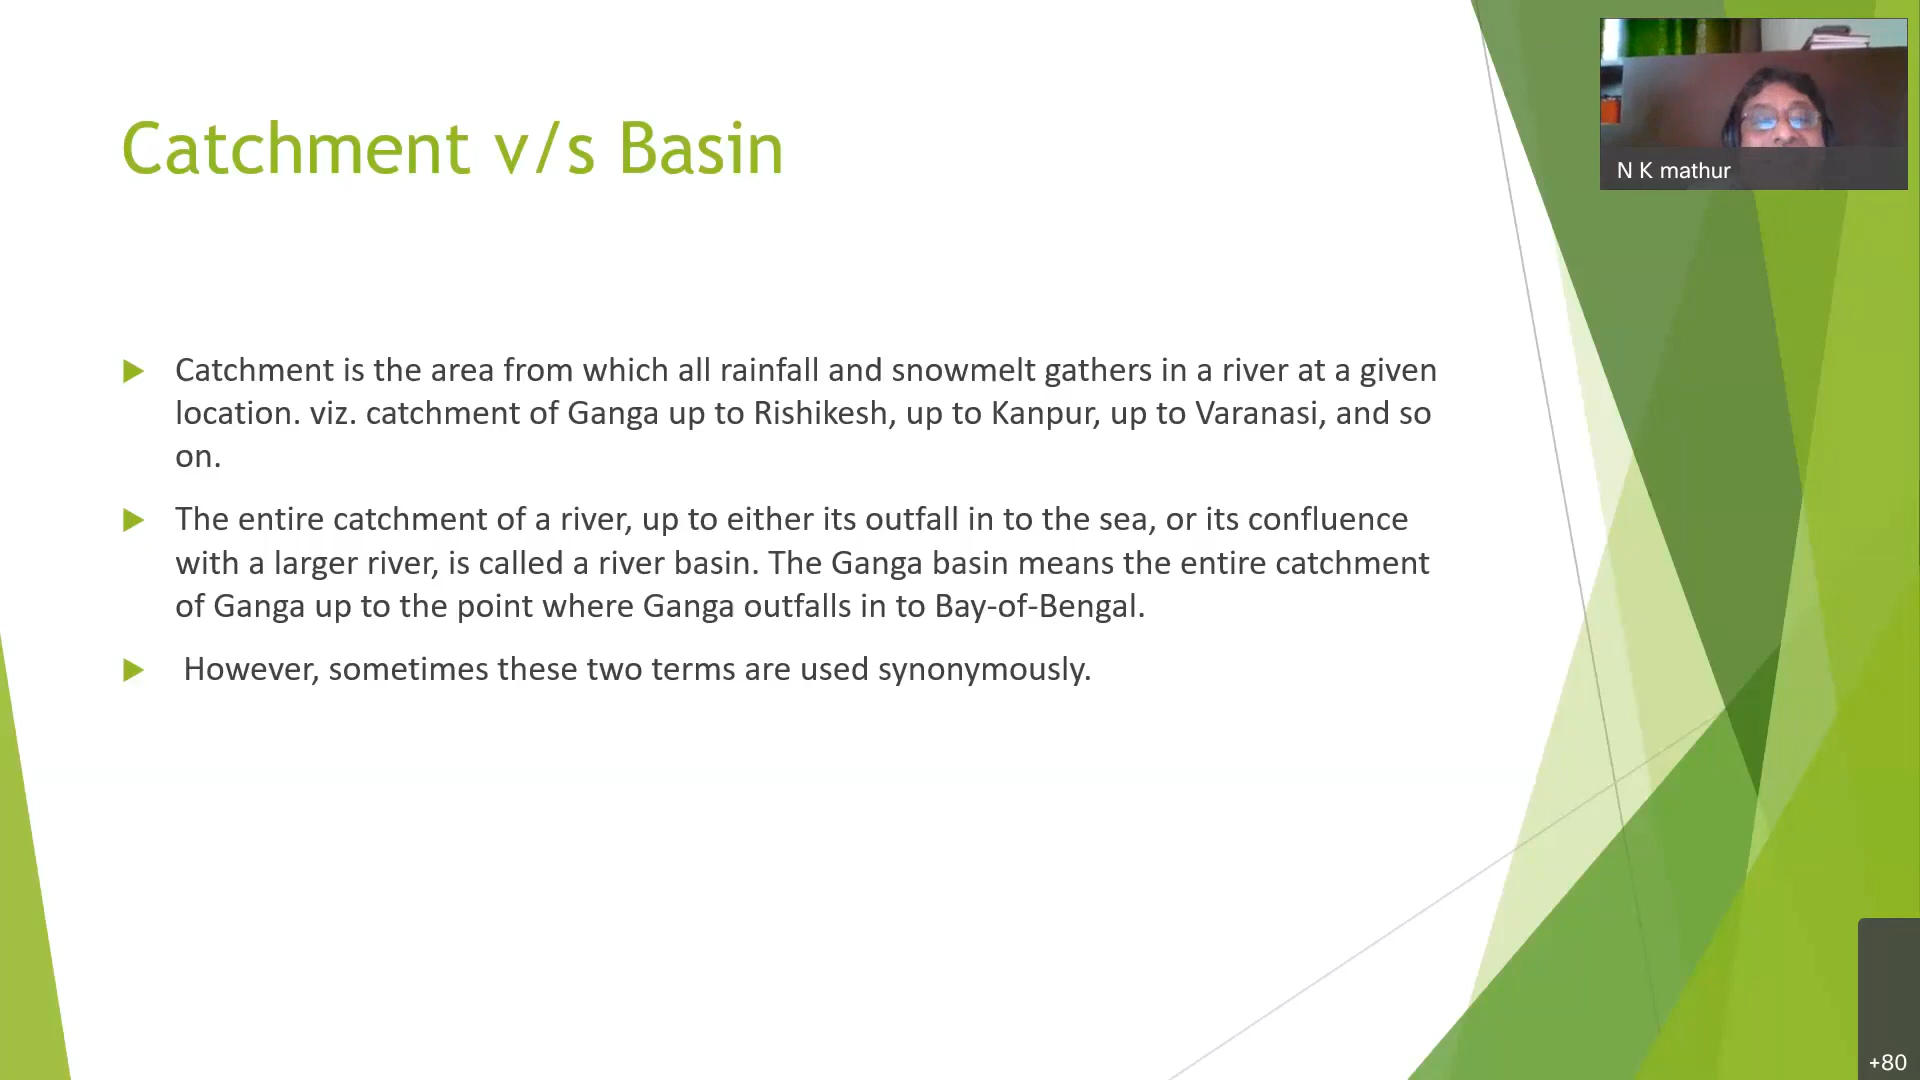 Catchment v/s Basin
N K mathur
Catchment is the area from which all rainfall and snowmelt gathers in a river at a given
location. viz. catchment of Ganga up to Rishikesh, up to Kanpur, up to Varanasi, and so
on.
The entire catchment of a river, up to either its outfall in to the sea, or its confluence
with a larger river, is called a river basin. The Ganga basin means the entire catchment
of Ganga up to the point where Ganga outfalls in to Bay-of-Bengal.
However, sometimes these two terms are used synonymously.
+80